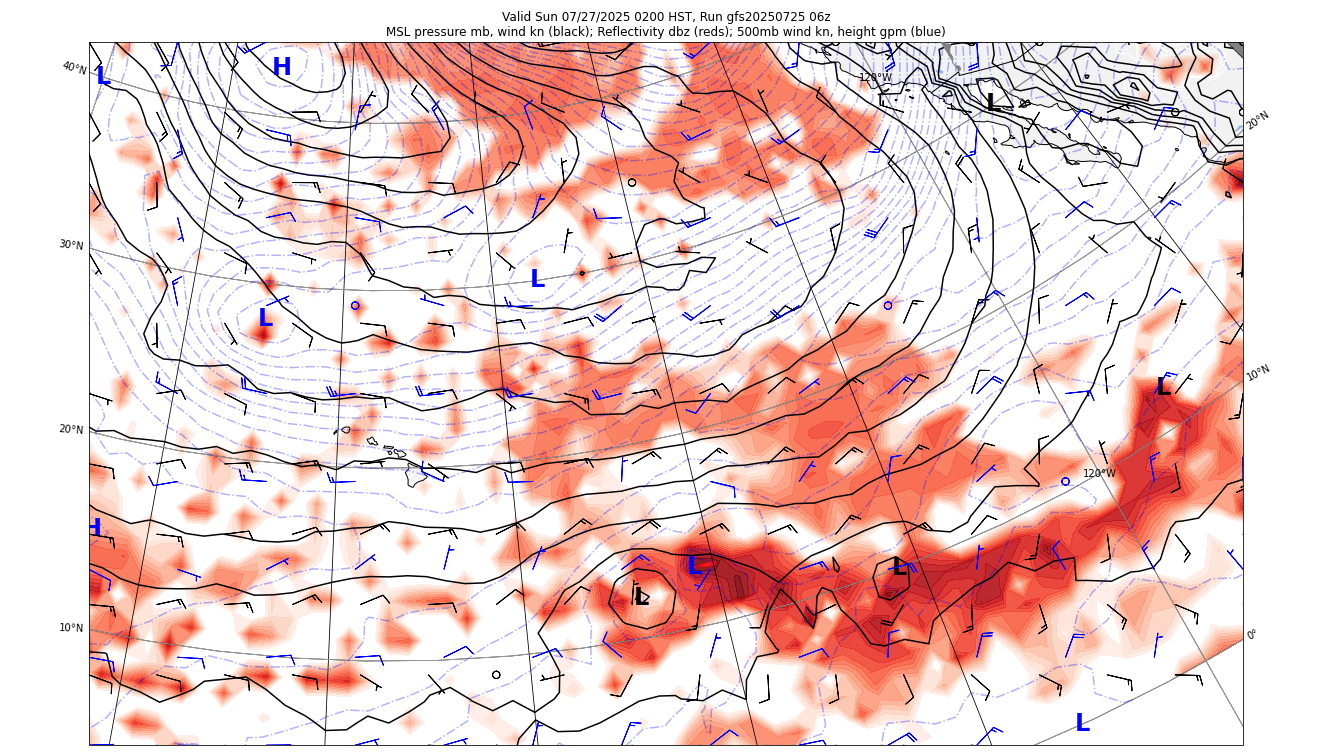 Valid Sun 07/27/2025 0200 HST, Run gfs20250725 06z
MSL pressure mb, wind kn (black); Reflectivity dbz (reds); 500mb wind kn, height gpm (blue)
40°N
L
H
120°W
L
20°N
30°N
L
L
10°N
L
20°N
120°W
H
L
L
L
10°N
0°
L